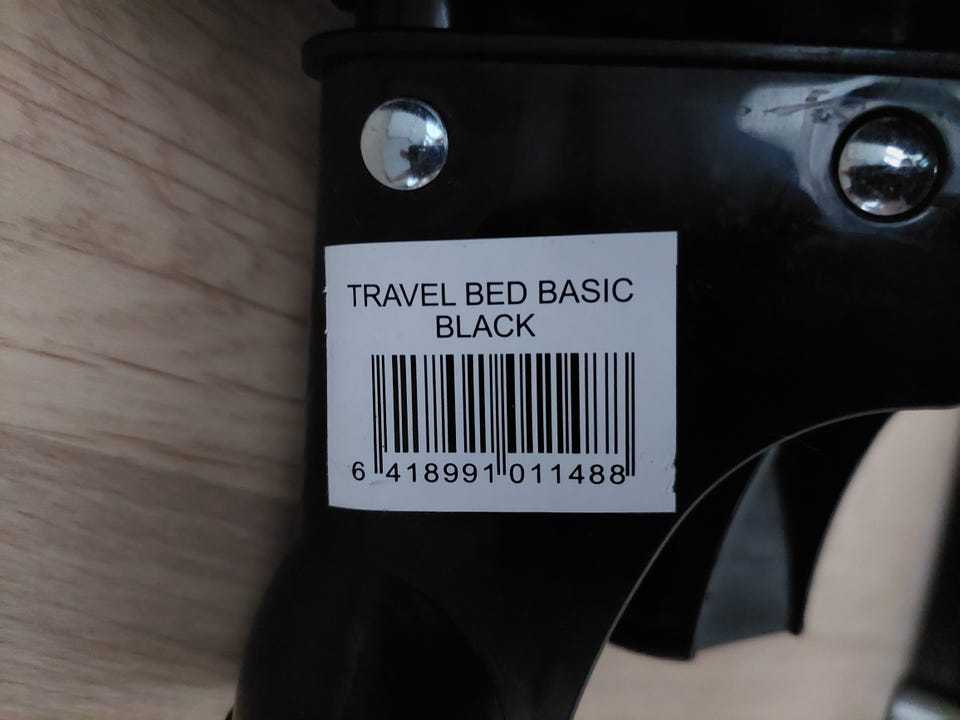 TRAVEL BED BASIC
BLACK
6 418991 011488